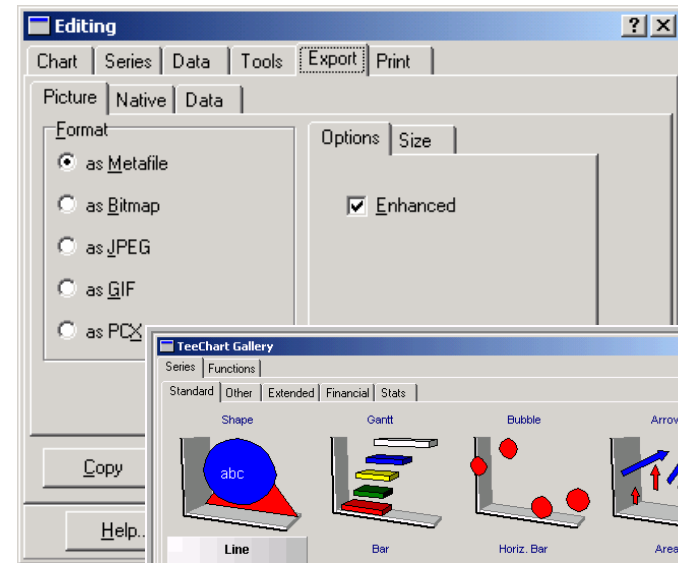 Editing
Chart Series Data Tools Export Print
Picture Native Data
Format
as Metafile
as Bitmap
as JPEG
as GIF
as PCX
Options Size
Enhanced
Copy
Help..
TeeChart Gallery
Series Functions
Standard Other Extended Financial Stats
Shape Gantt Bubble Arrow
abc
Line Bar Horiz. Bar Area